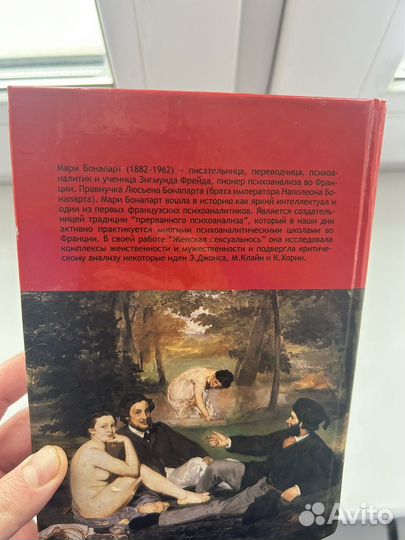 Мари Бонапарт (1882–1962) – писательница, переводчица, психоа-
налитик и ученица Зигмунда Фрейда, пионер психоанализа во Фран-
ции. Правнучка Люсьена Бонапарта (брата императора Наполеона Бо-
напарта). Мари Бонапарт вошла в историю как яркий интеллектуал и
один из первых французских психоаналитиков. Является создатель-
ницей традиции "прерванного психоанализа", который в наши дни
активно практикуется многими психоаналитическими школами во
Франции. В своей работе "Женская сексуальность" она исследовала
комплексы женственности и мужественности и подвергла критиче-
скому анализу некоторые идеи Э.Джонса, М.Клайн и К.Хорни.
Avito